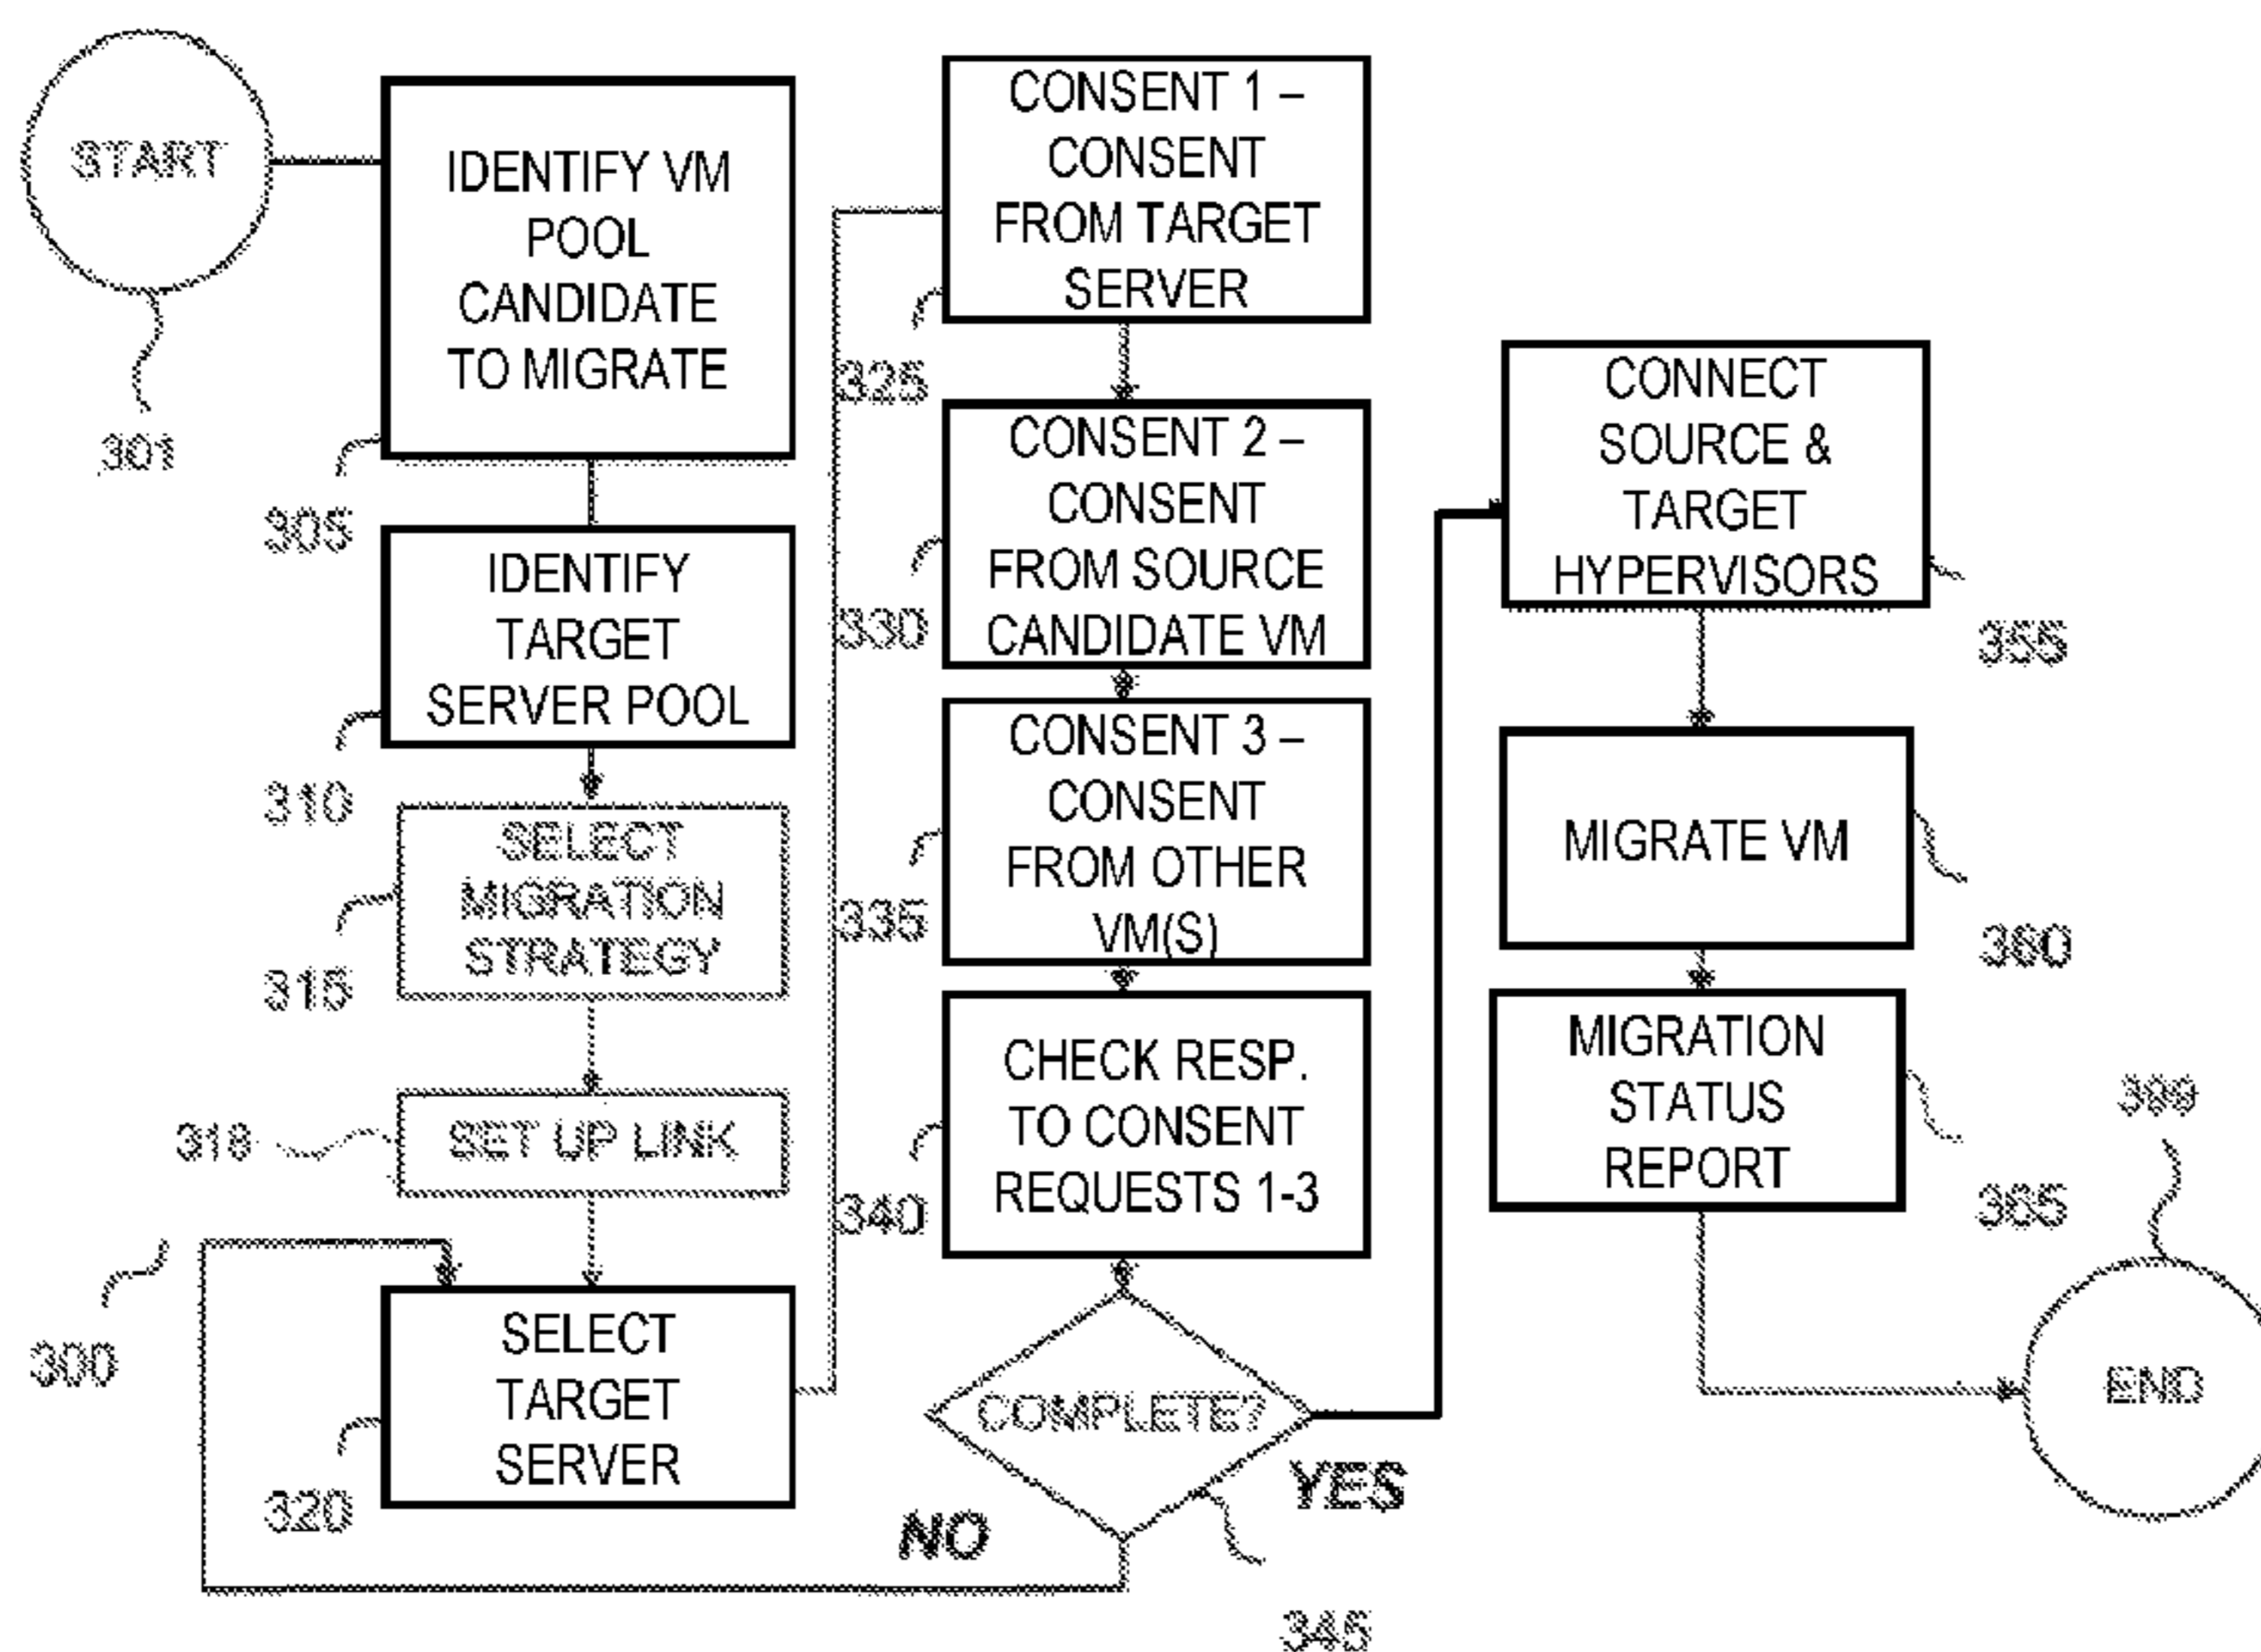 START
301
IDENTIFY VM
POOL
CANDIDATE
TO MIGRATE
305
IDENTIFY
TARGET
SERVER POOL
310
SELECT
MIGRATION
STRATEGY
315
SET UP LINK
318
300
SELECT
TARGET
SERVER
320
CONSENT 1 –
CONSENT
FROM TARGET
SERVER
325
CONSENT 2 –
CONSENT
FROM SOURCE
CANDIDATE VM
330
CONSENT 3 –
CONSENT
FROM OTHER
VM(S)
335
CHECK RESP.
TO CONSENT
REQUESTS 1-3
340
COMPLETE?
YES
NO
345
CONNECT
SOURCE &
TARGET
HYPERVISORS
355
MIGRATE VM
360
MIGRATION
STATUS
REPORT
365
399
END